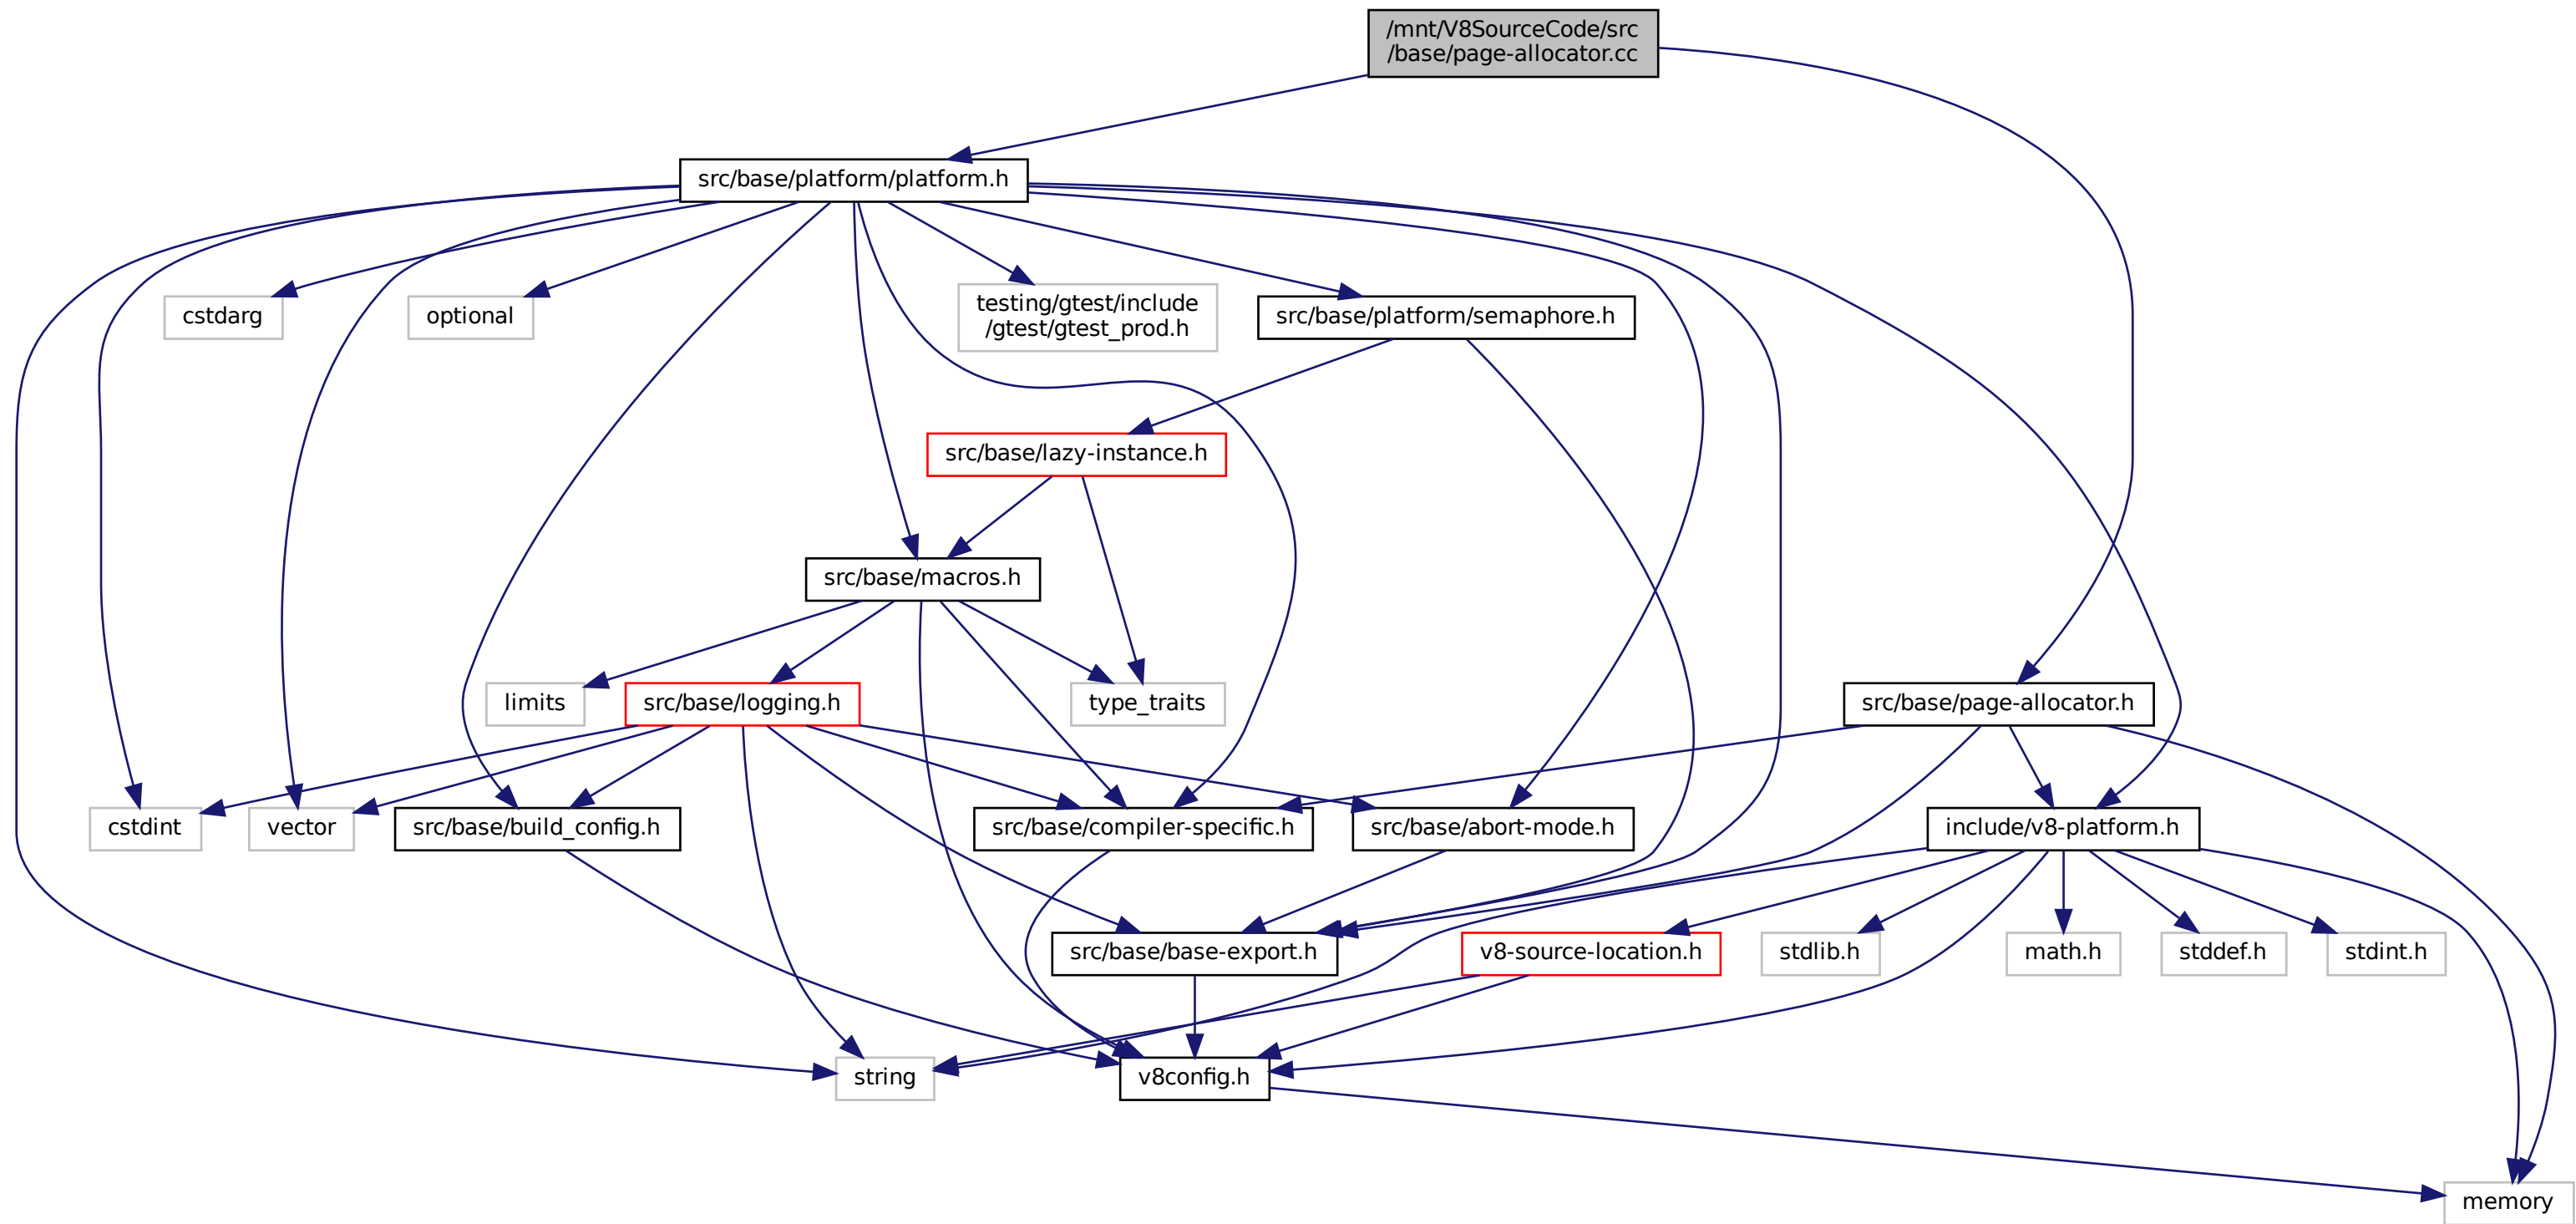 /mnt/V8SourceCode/src
/base/page-allocator.cc
src/base/platform/platform.h
cstdarg
optional
testing/gtest/include
/gtest/gtest_prod.h
src/base/platform/semaphore.h
src/base/lazy-instance.h
src/base/macros.h
limits
src/base/logging.h
type_traits
src/base/page-allocator.h
cstdint
vector
src/base/build_config.h
src/base/compiler-specific.h
src/base/abort-mode.h
include/v8-platform.h
src/base/base-export.h
v8-source-location.h
stdlib.h
math.h
stddef.h
stdint.h
string
v8config.h
memory